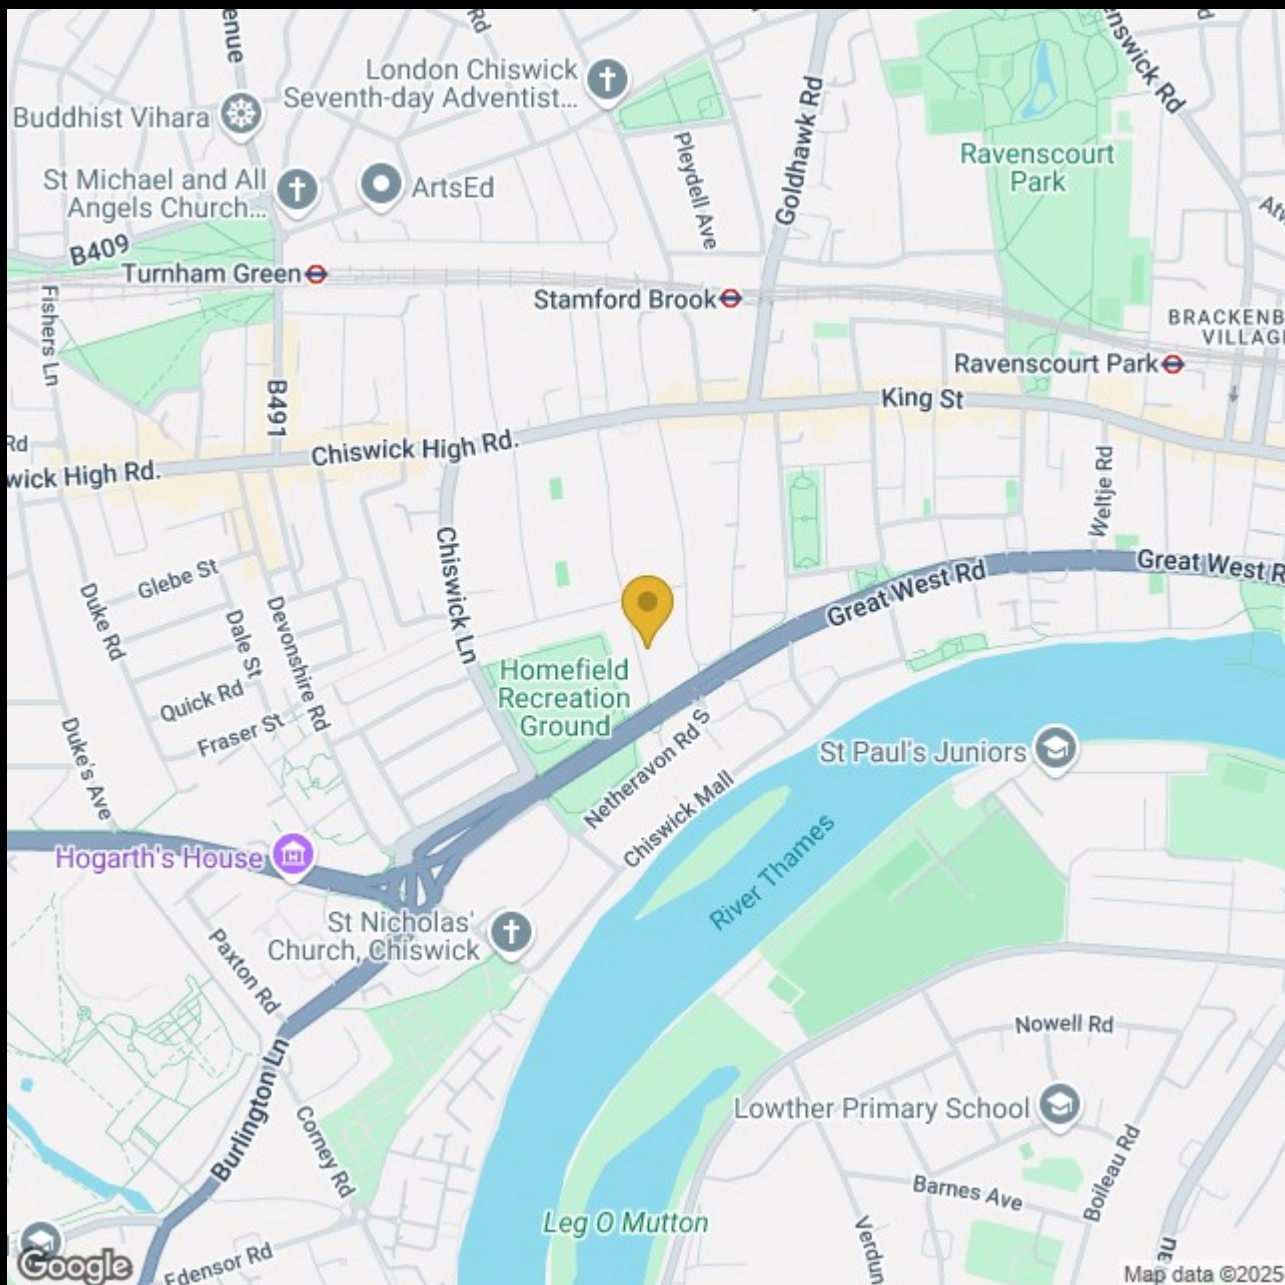 enue
Rd
London Chiswick
Seventh-day Adventist...
Goldhawk Rd
enswick Rd
Buddhist Vihara
Pleydell Ave
Ravenscourt
Park
St Michael and All
Angels Church...
ArtsEd
B409
Turnham Green
Stamford Brook
Fishers Ln
BRACKENB
VILLAGE
Ravenscourt Park
B491
King St
Rd
Chiswick High Rd.
wick High Rd.
Weltje Rd
Chiswick Ln
Glebe St
Great West Rd
Great West R
Duke Rd
Dale St
Devonshire Rd
Homefield
Recreation
Ground
Quick Rd
Fraser St
Duke's Ave
Netheravon Rd S
St Paul's Juniors
Chiswick Mall
Hogarth's House
River Thames
St Nicholas'
Church, Chiswick
Paxton Rd
Nowell Rd
Burlington Ln
Lowther Primary School
Corney Rd
Boileau Rd
Barnes Ave
Leg O Mutton
Verdun
Edensor Rd
Google
Map data ©2025